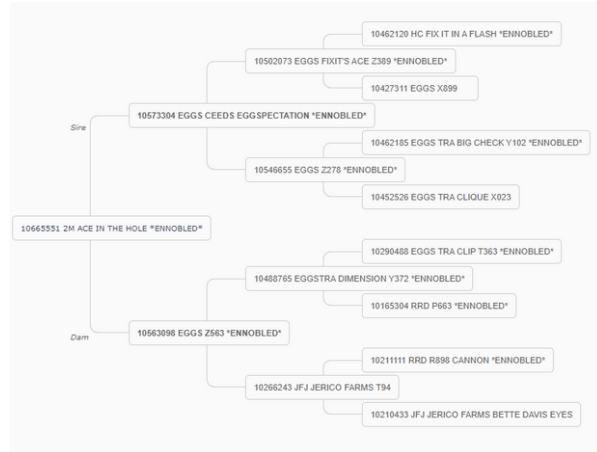 10462120 HC FIX IT IN A FLASH *ENNOBLED*
10502073 EGGS FIXIT'S ACE Z389 *ENNOBLED*
10427311 EGGS X899
10573304 EGGS CEEDS EGGSPECTATION *ENNOBLED*
Sire
10462185 EGGS TRA BIG CHECK Y102 *ENNOBLED*
10546655 EGGS Z278 *ENNOBLED*
10452526 EGGS TRA CLIQUE X023
10665551 2M ACE IN THE HOLE *ENNOBLED*
10290488 EGGS TRA CLIP T363 *ENNOBLED*
10488765 EGGSTRA DIMENSION Y372 *ENNOBLED*
10165304 RRD P663 *ENNOBLED*
10563098 EGGS Z563 *ENNOBLED*
Dam
10211111 RRD R898 CANNON *ENNOBLED*
10266243 JFJ JERICO FARMS T94
10210433 JFJ JERICO FARMS BETTE DAVIS EYES